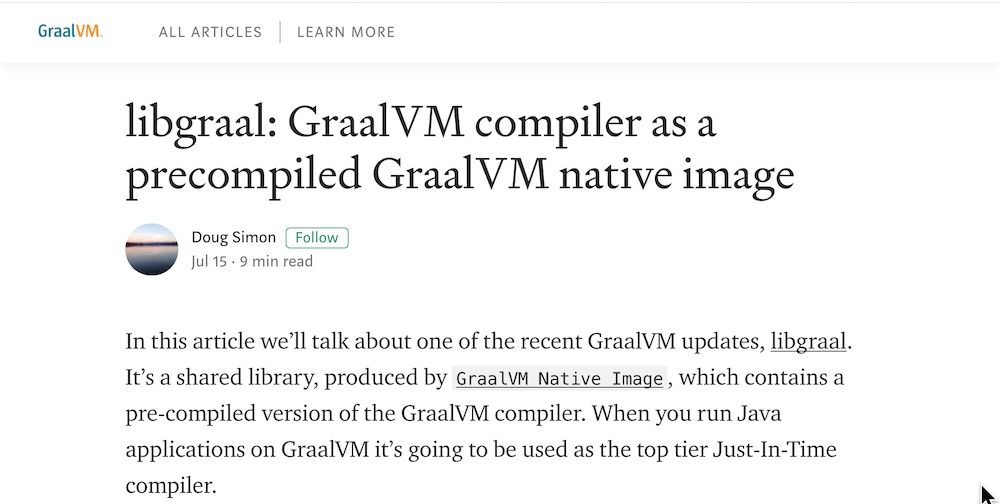 GraalVM.
ALL ARTICLES
LEARN MORE
libgraal: GraalVM compiler as a
precompiled GraalVM native image
Doug Simon Follow
Jul 15 · 9 min read
In this article we’ll talk about one of the recent GraalVM updates, libgraal.
It’s a shared library, produced by GraalVM Native Image, which contains a
pre-compiled version of the GraalVM compiler. When you run Java
applications on GraalVM it’s going to be used as the top tier Just-In-Time
compiler.